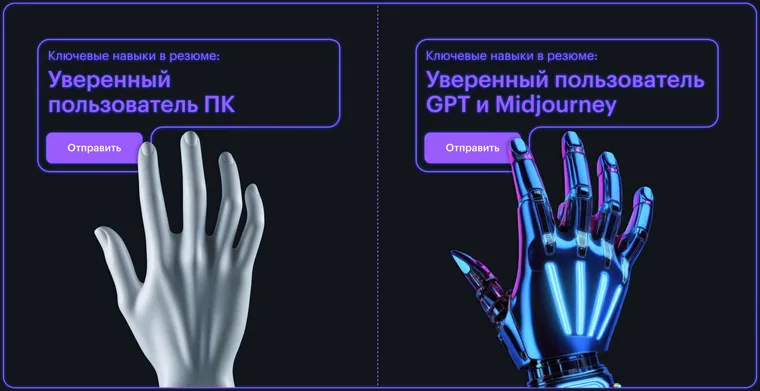 Ключевые навыки в резюме:
Уверенный
пользователь ПК
Отправить
Ключевые навыки в резюме:
Уверенный пользователь
GPT и Midjourney
Отправить